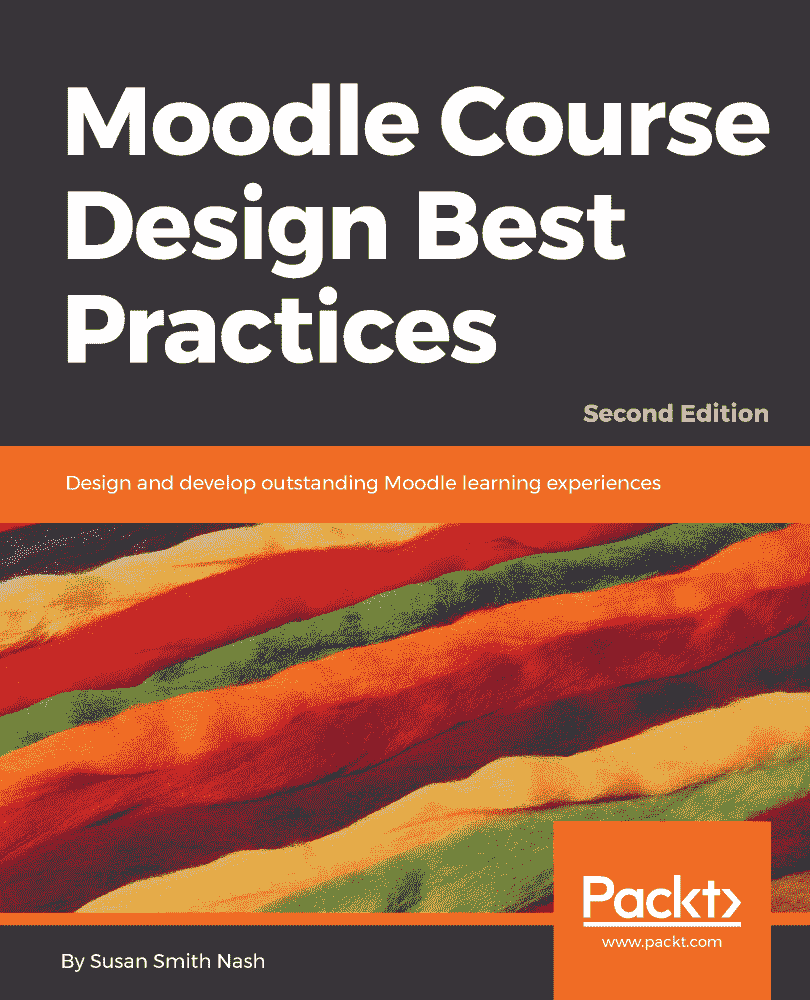 Moodle Course
Design Best
Practices
Second Edition
Design and develop outstanding Moodle learning experiences
Packt>
www.packt.com
By Susan Smith Nash